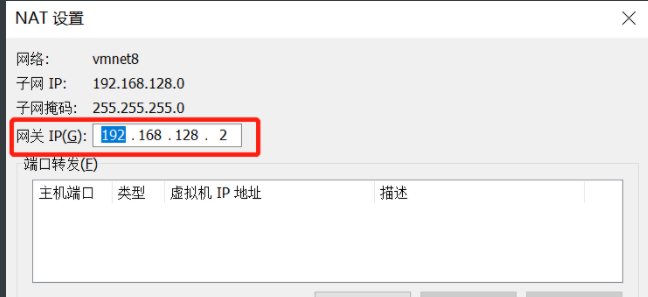 NAT 设置
网络: vmnet8
子网 IP: 192.168.128.0
子网掩码: 255.255.255.0
网关 IP(G): 192 . 168 . 128 . 2
端口转发(F)
主机端口 类型 虚拟机 IP 地址 描述